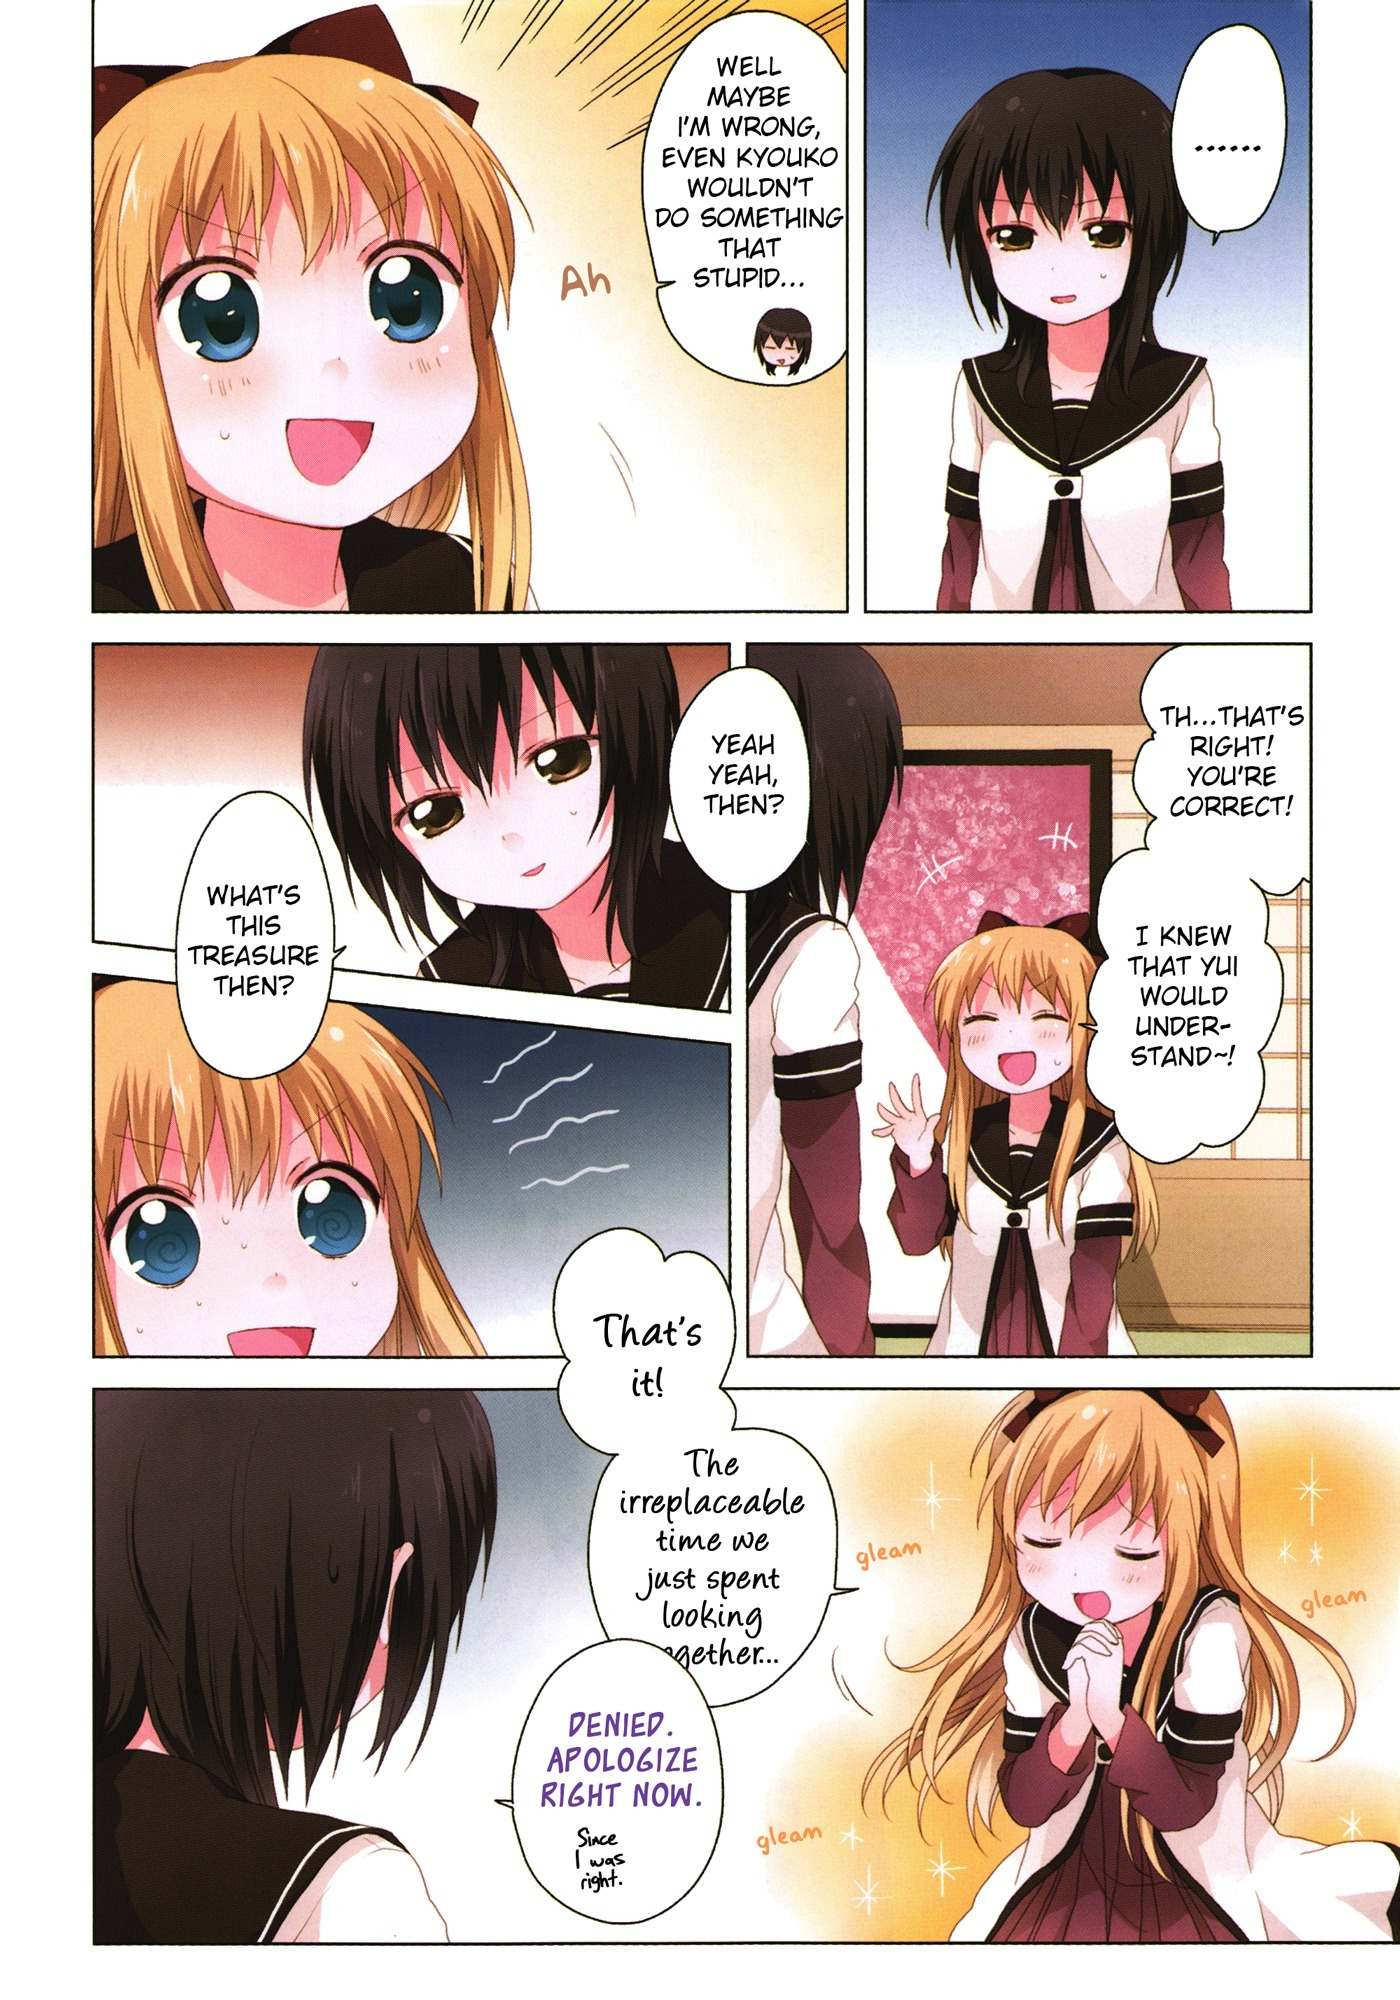 .......
WELL
MAYBE
I'M WRONG,
EVEN KYOUKO
WOULDN'T
DO SOMETHING
THAT
STUPID...
Ah
TH...THAT'S
RIGHT!
YOU'RE
CORRECT!
I KNEW
THAT YUI
WOULD
UNDER-
STAND~!
YEAH
YEAH,
THEN?
WHAT'S
THIS
TREASURE
THEN?
That's
it!
The
irreplaceable
time we
just spent
looking
together...
gleam
gleam
gleam
DENIED.
APOLOGIZE
RIGHT NOW.
Since
I was
right.